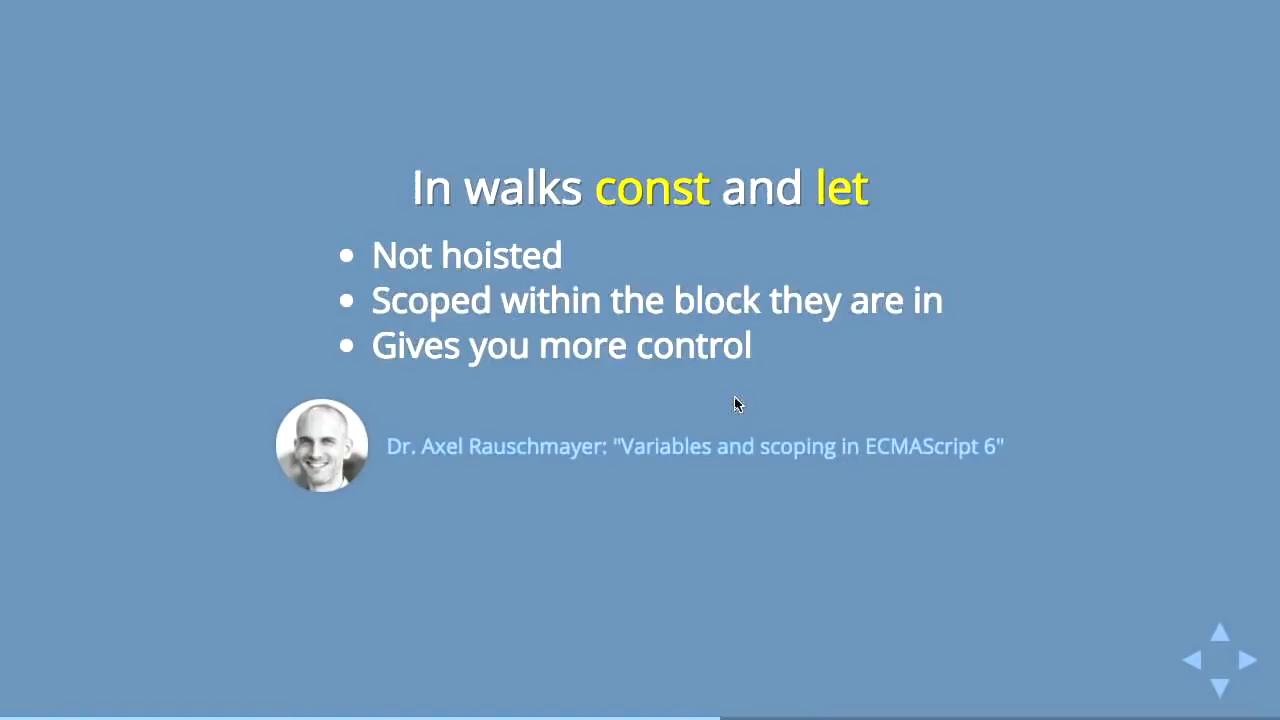 In walks const and let
Not hoisted
Scoped within the block they are in
Gives you more control
Dr. Axel Rauschmayer: "Variables and scoping in ECMAScript 6"